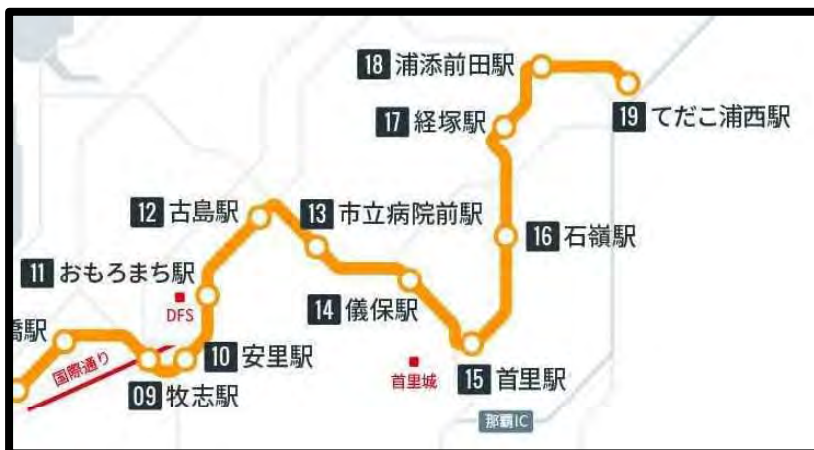 18 浦添前田駅
19 てだこ浦西駅
17 経塚駅
12 古島駅
13 市立病院前駅
16 石嶺駅
11 おもろまち駅
DFS
14 儀保駅
橋駅
10 安里駅
国際通り
首里城
15 首里駅
09 牧志駅
那覇IC